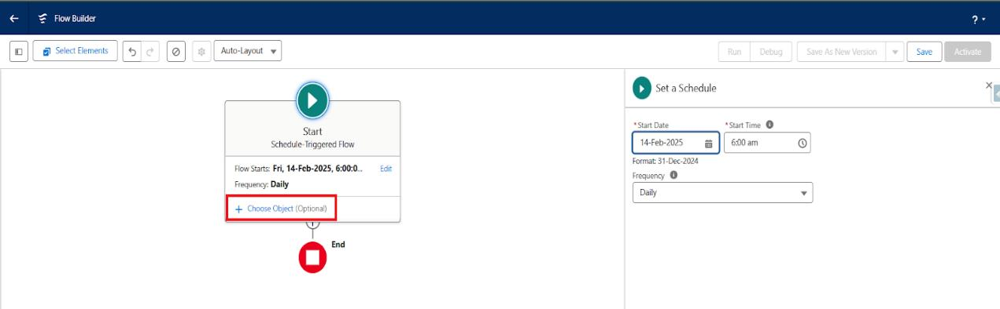 Flow Builder
?
Select Elements
Auto-Layout
Run
Debug
Save As New Version
Save
Activate
Start
Schedule-Triggered Flow
Flow Starts: Fri, 14-Feb-2025, 6:00:0...
Edit
Frequency: Daily
+ Choose Object (Optional)
End
Set a Schedule
*Start Date
*Start Time
14-Feb-2025
6:00 am
Format: 31-Dec-2024
Frequency
Daily